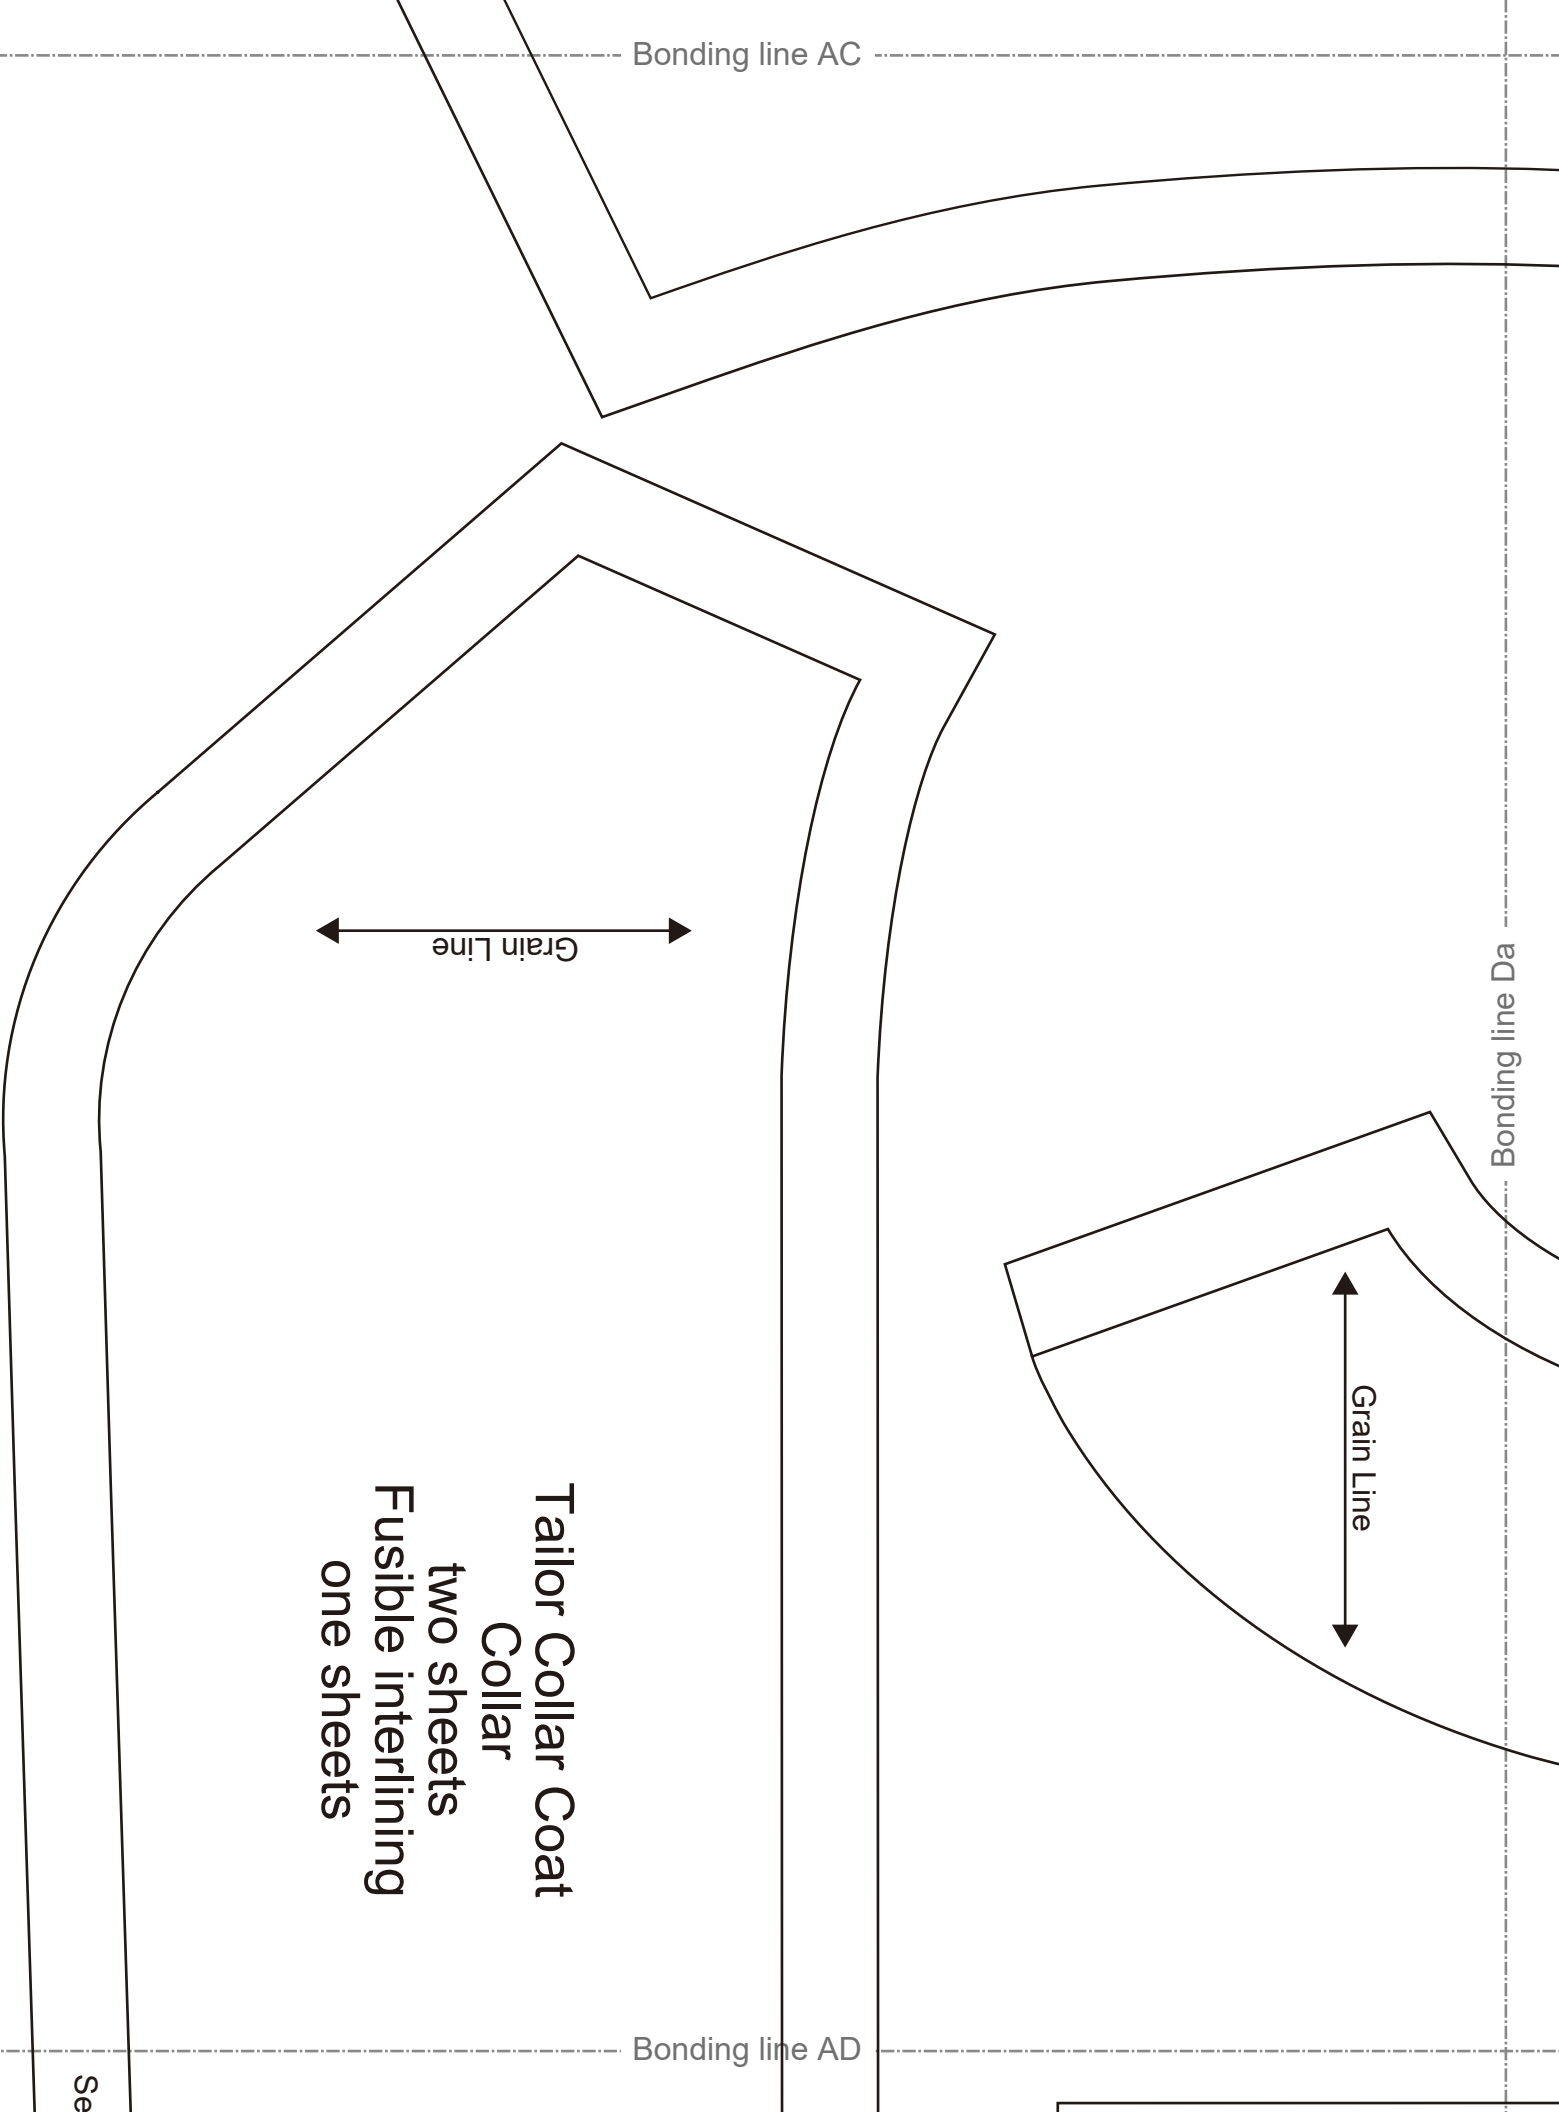 Bonding line AC
Grain Line
Bonding line Da
Grain Line
Tailor Collar Coat
Collar
two sheets
Fusible interlining
one sheets
Bonding line AD
Se